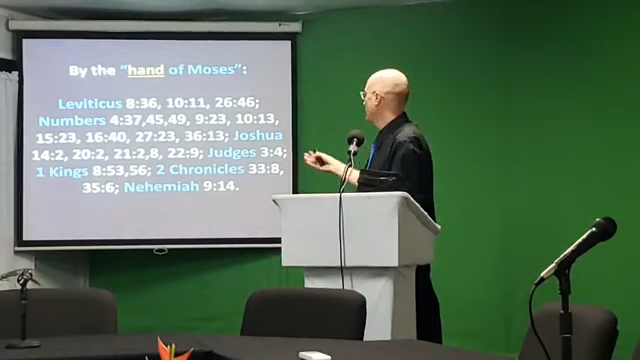 By the “hand of Moses”:
Leviticus 8:36, 10:11, 26:46;
Numbers 4:37,45,49, 9:23, 10:13,
15:23, 16:40, 27:23, 36:13; Joshua
14:2, 20:2, 21:2,8, 22:9; Judges 3:4;
1 Kings 8:53,56; 2 Chronicles 33:8,
35:6; Nehemiah 9:14.